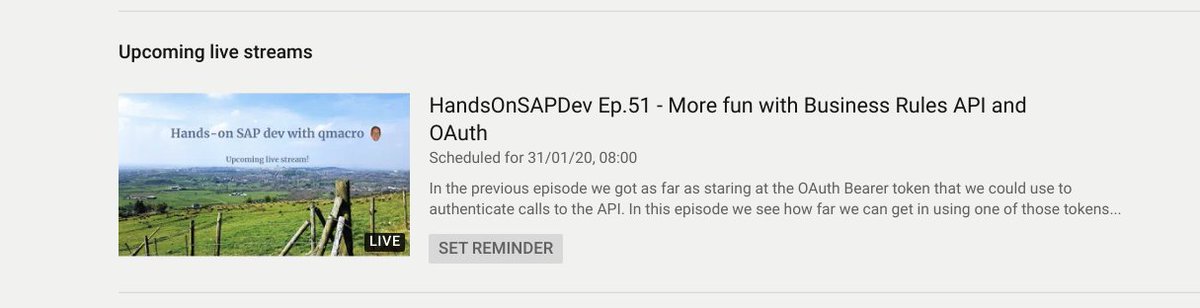 Upcoming live streams
Hands-on SAP dev with qmacro
Upcoming live stream!
LIVE
HandsOnSAPDev Ep.51 - More fun with Business Rules API and
OAuth
Scheduled for 31/01/20, 08:00
In the previous episode we got as far as staring at the OAuth Bearer token that we could use to
authenticate calls to the API. In this episode we see how far we can get in using one of those tokens...
SET REMINDER